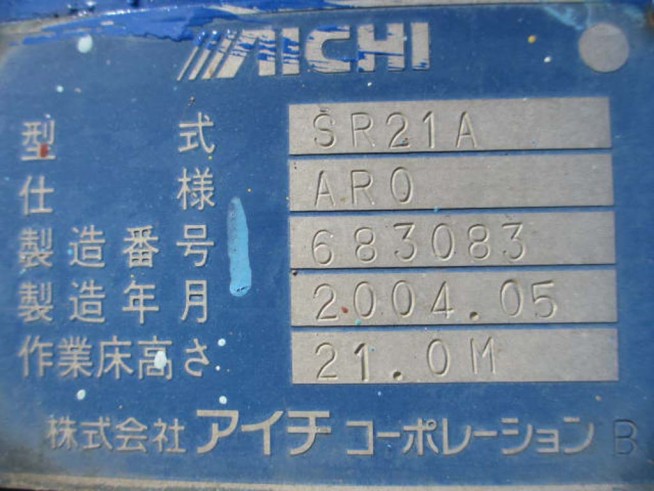 AICHI
型式 SR21A
仕様 ARO
製造番号 683083
製造年月 2004.05
作業床高さ 21.0M
株式会社アイチコーポレーション B